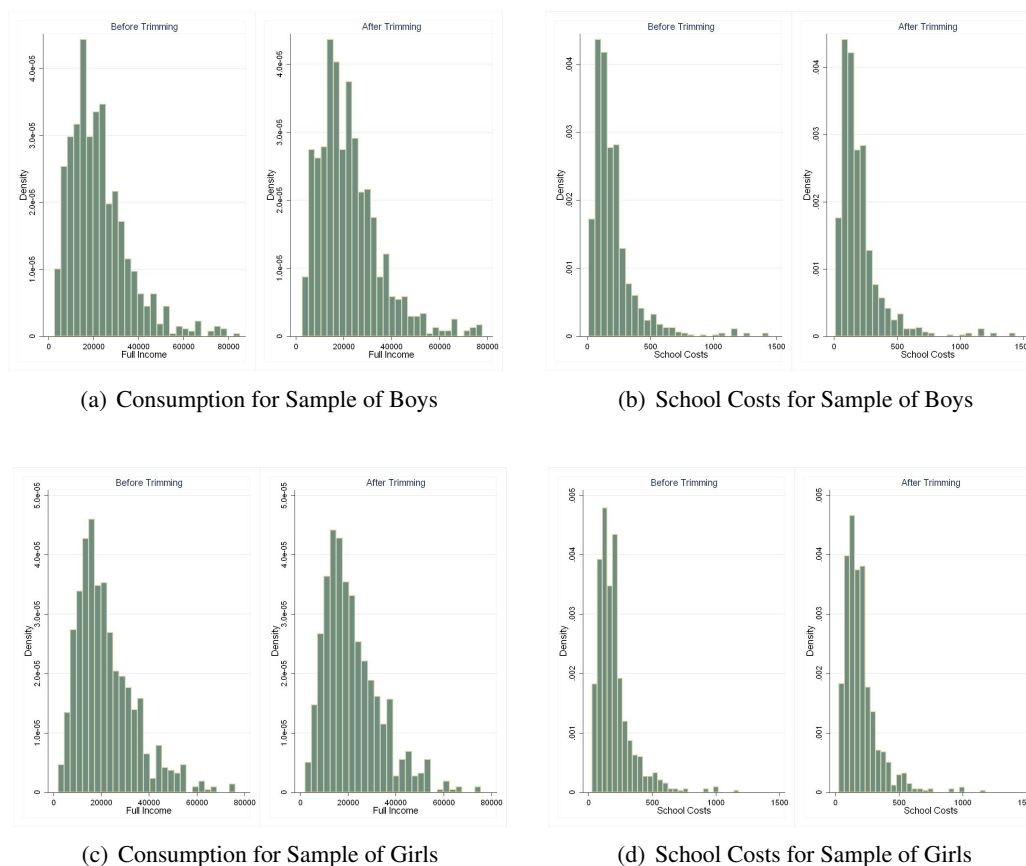 Before Trimming
After Trimming
Density
4.0e-05
3.0e-05
2.0e-05
1.0e-05
0
0 20000 40000 60000 80000
Full Income
Density
4.0e-05
3.0e-05
2.0e-05
1.0e-05
0
0 20000 40000 60000 80000
Full Income
(a) Consumption for Sample of Boys
Before Trimming
After Trimming
Density
.004
.003
.002
.001
0
0 500 1000 1500
School Costs
Density
.004
.003
.002
.001
0
0 500 1000 1500
School Costs
(b) School Costs for Sample of Boys
Before Trimming
After Trimming
Density
5.0e-05
4.0e-05
3.0e-05
2.0e-05
1.0e-05
0
0 20000 40000 60000 80000
Full Income
Density
5.0e-05
4.0e-05
3.0e-05
2.0e-05
1.0e-05
0
0 20000 40000 60000 80000
Full Income
(c) Consumption for Sample of Girls
Before Trimming
After Trimming
Density
.005
.004
.003
.002
.001
0
0 500 1000 1500
School Costs
Density
.005
.004
.003
.002
.001
0
0 500 1000 150
School Costs
(d) School Costs for Sample of Girls